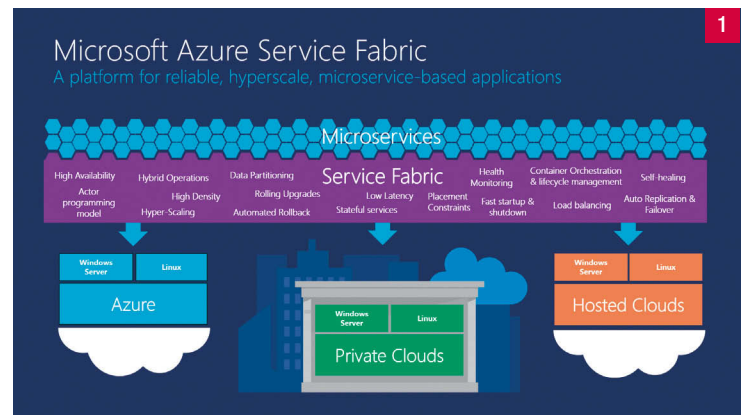 1
Microsoft Azure Service Fabric
A platform for reliable, hyperscale, microservice-based applications
Microservices
High Availability
Hybrid Operations
Data Partitioning
Service Fabric
Health
Monitoring
Container Orchestration
& lifecycle management
Self-healing
Actor
programming
model
High Density
Rolling Upgrades
Low Latency
Placement
Constraints
Fast startup &
shutdown
Load balancing
Auto Replication &
Failover
Hyper-Scaling
Automated Rollback
Stateful services
Windows
Server
Linux
Azure
Windows
Server
Linux
Private Clouds
Windows
Server
Linux
Hosted Clouds